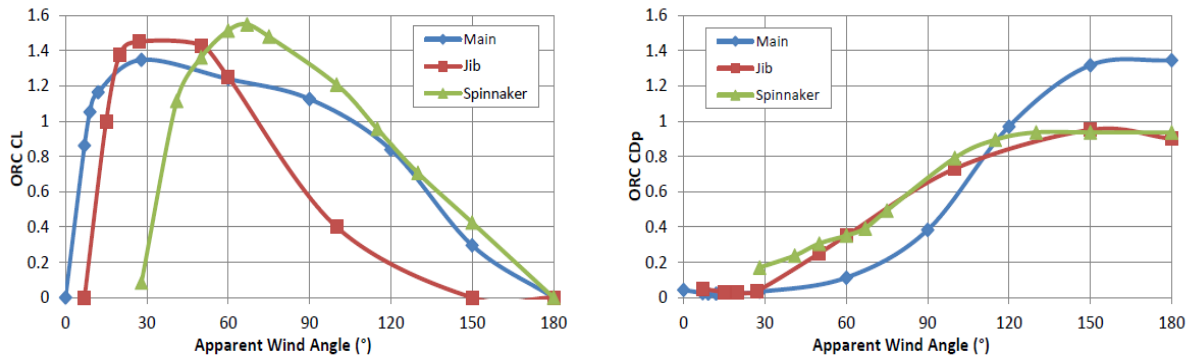 1.6
1.4
1.2
1
0.8
0.6
0.4
0.2
0
ORC CL
Main
Jib
Spinnaker
0 30 60 90 120 150 180
Apparent Wind Angle (°)
1.6
1.4
1.2
1
0.8
0.6
0.4
0.2
0
ORC CDp
Main
Jib
Spinnaker
0 30 60 90 120 150 180
Apparent Wind Angle (°)